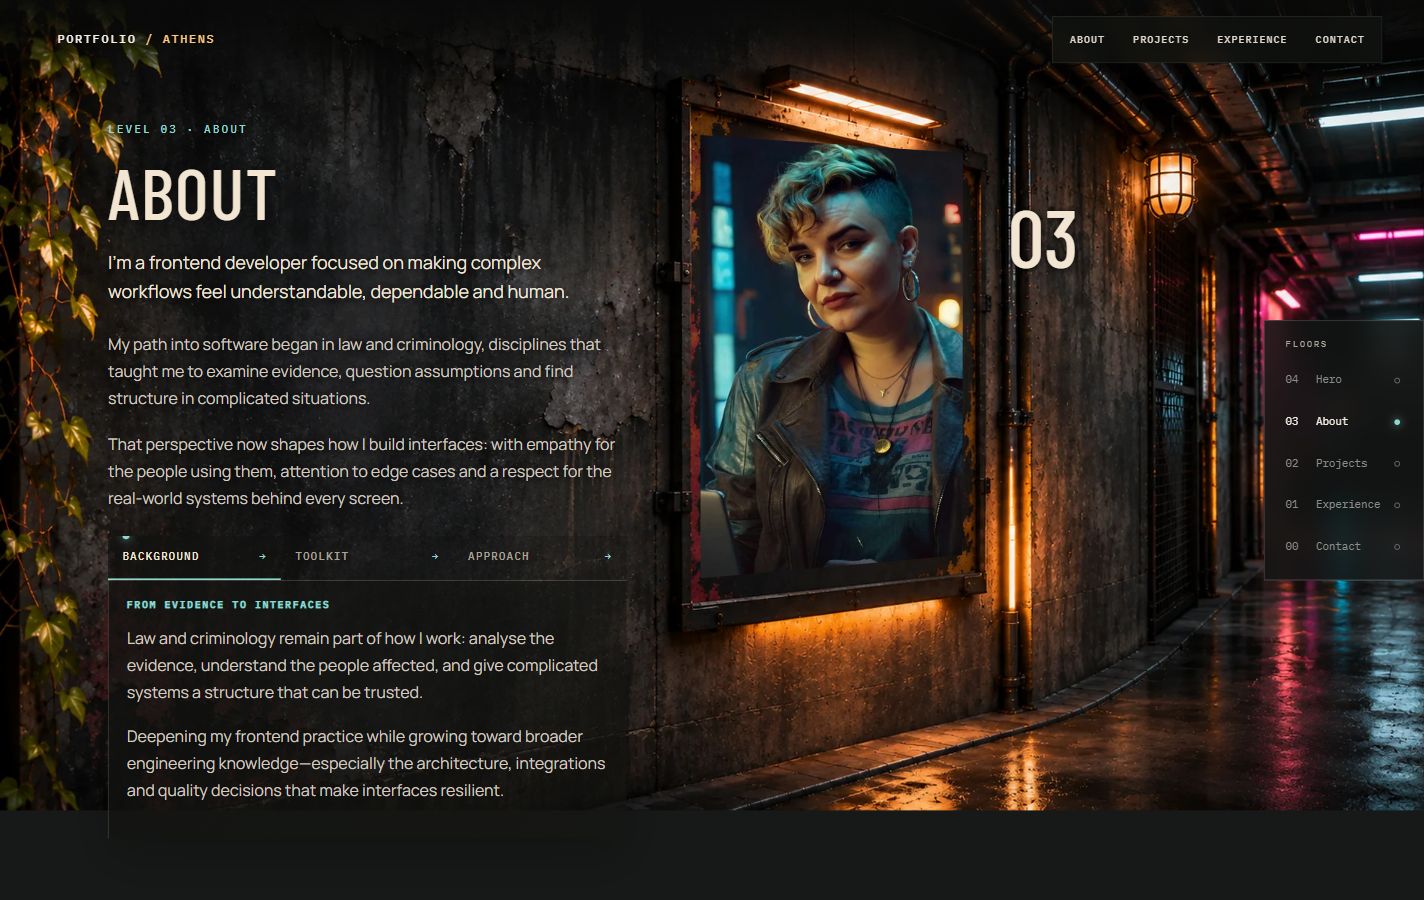 PORTFOLIO / ATHENS
ABOUT PROJECTS EXPERIENCE CONTACT
LEVEL 03 · ABOUT
ABOUT
I'm a frontend developer focused on making complex
workflows feel understandable, dependable and human.
My path into software began in law and criminology, disciplines that
taught me to examine evidence, question assumptions and find
structure in complicated situations.
That perspective now shapes how I build interfaces: with empathy for
the people using them, attention to edge cases and a respect for the
real-world systems behind every screen.
BACKGROUND → TOOLKIT → APPROACH →
FROM EVIDENCE TO INTERFACES
Law and criminology remain part of how I work: analyse the
evidence, understand the people affected, and give complicated
systems a structure that can be trusted.
Deepening my frontend practice while growing toward broader
engineering knowledge—especially the architecture, integrations
and quality decisions that make interfaces resilient.
03
FLOORS
04 Hero
03 About
02 Projects
01 Experience
00 Contact